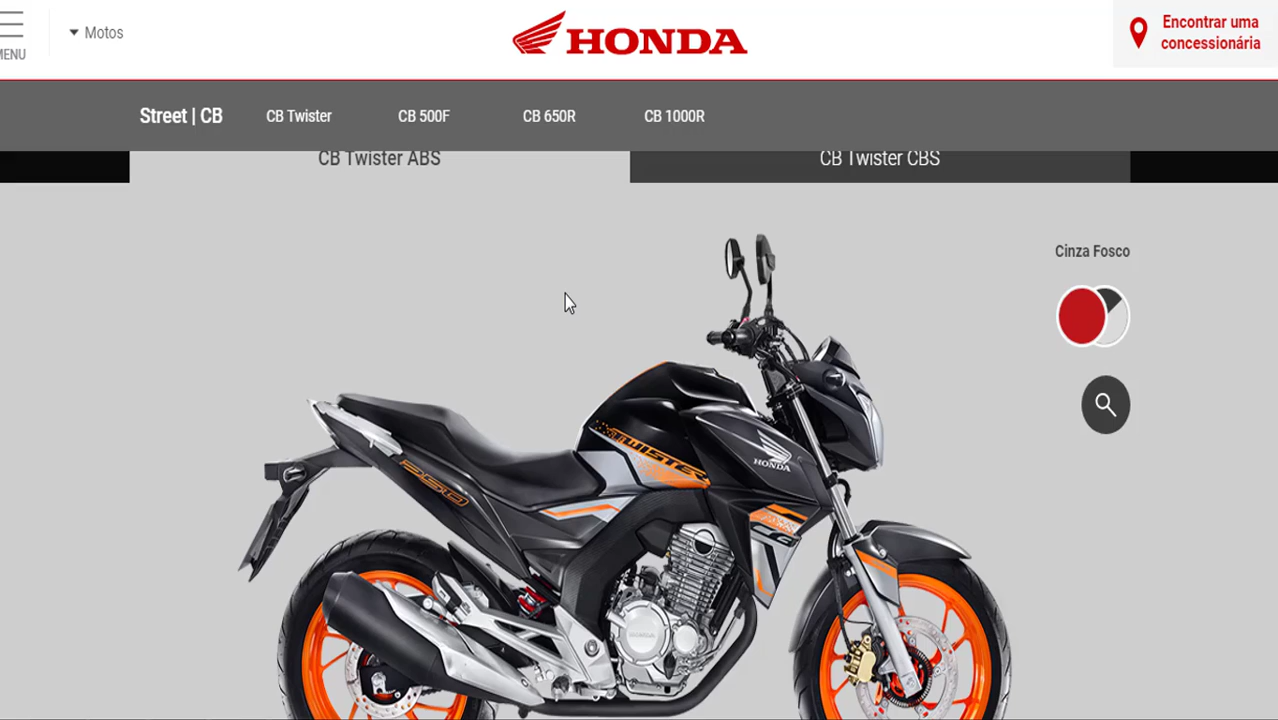 MENU
Motos
HONDA
Encontrar uma
concessionária
Street | CB
CB Twister
CB 500F
CB 650R
CB 1000R
CB Twister ABS
CB Twister CBS
Cinza Fosco
TWISTER
HONDA
250
HONDA